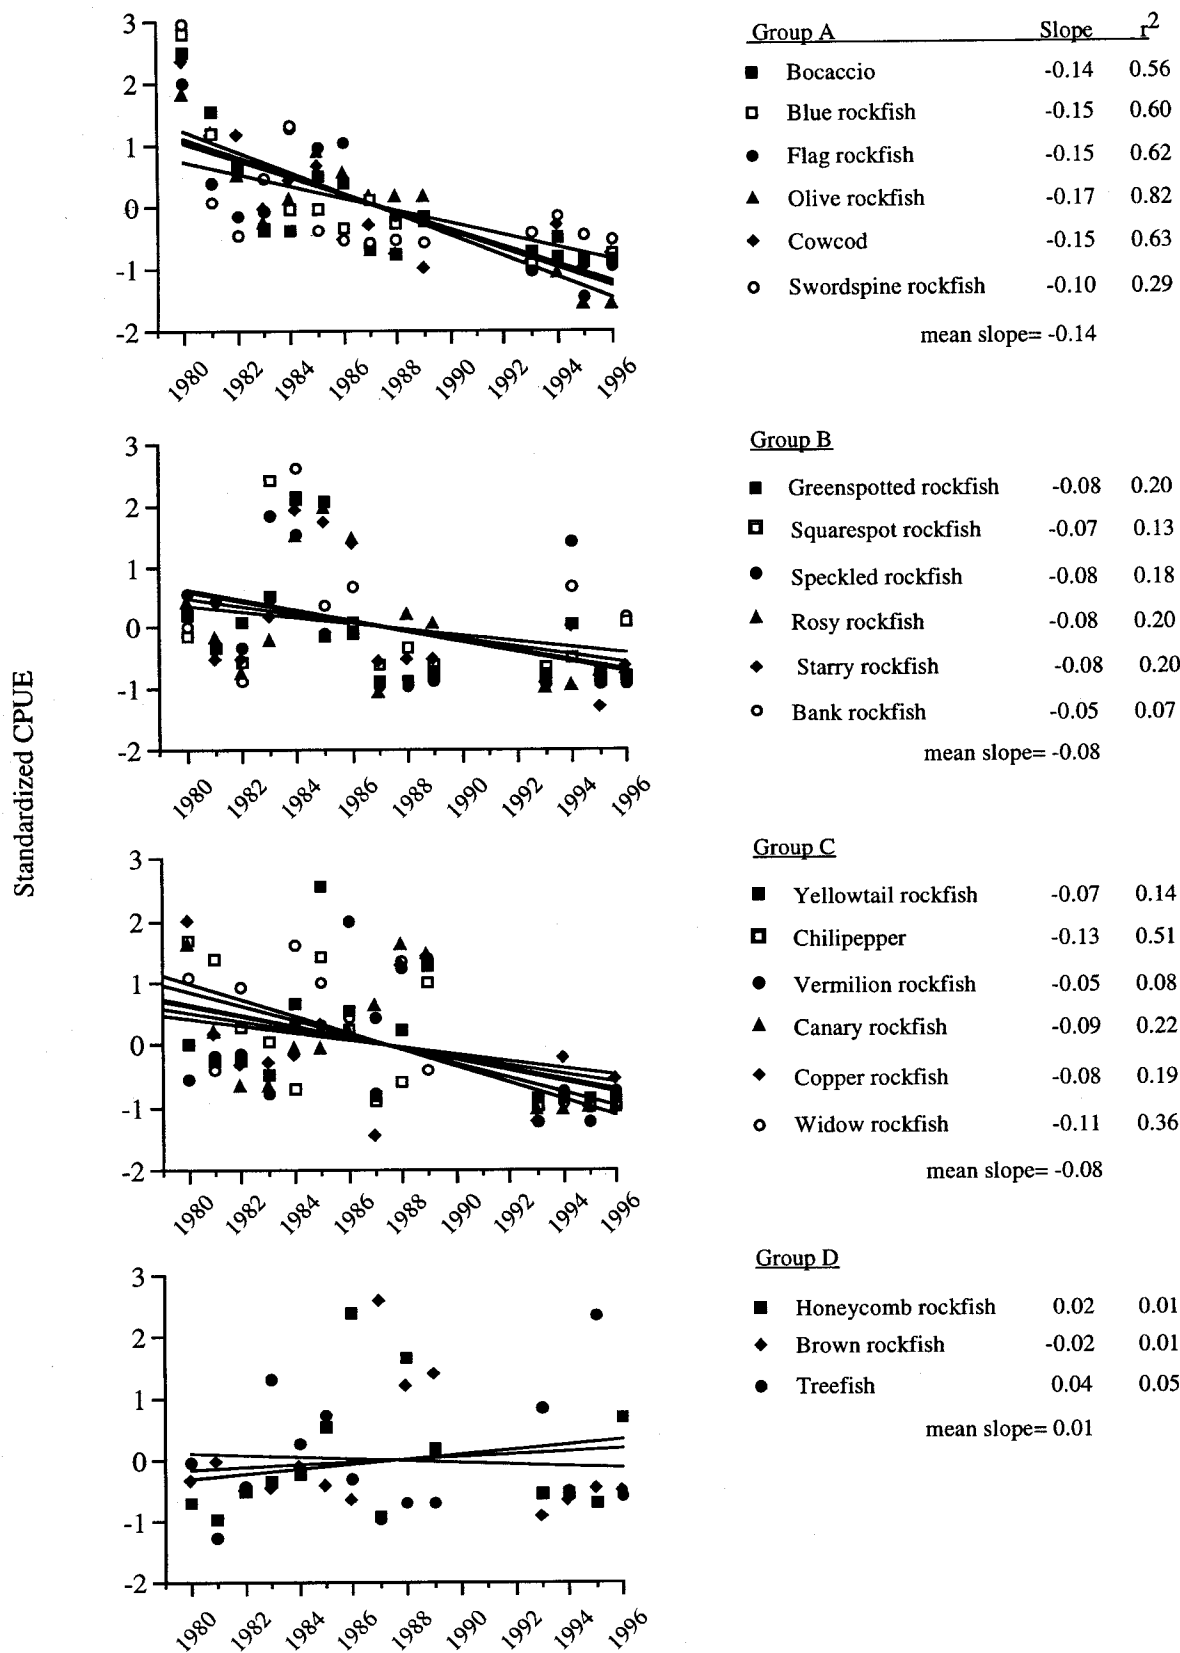 Standardized CPUE
3
2
1
0
-1
-2
1980 1982 1984 1986 1988 1990 1992 1994 1996
Group A Slope r2
Bocaccio -0.14 0.56
Blue rockfish -0.15 0.60
Flag rockfish -0.15 0.62
Olive rockfish -0.17 0.82
Cowcod -0.15 0.63
Swordspine rockfish -0.10 0.29
mean slope= -0.14
3
2
1
0
-1
-2
1980 1982 1984 1986 1988 1990 1992 1994 1996
Group B
Greenspotted rockfish -0.08 0.20
Squarespot rockfish -0.07 0.13
Speckled rockfish -0.08 0.18
Rosy rockfish -0.08 0.20
Starry rockfish -0.08 0.20
Bank rockfish -0.05 0.07
mean slope= -0.08
3
2
1
0
-1
-2
1980 1982 1984 1986 1988 1990 1992 1994 1996
Group C
Yellowtail rockfish -0.07 0.14
Chilipepper -0.13 0.51
Vermilion rockfish -0.05 0.08
Canary rockfish -0.09 0.22
Copper rockfish -0.08 0.19
Widow rockfish -0.11 0.36
mean slope= -0.08
3
2
1
0
-1
-2
1980 1982 1984 1986 1988 1990 1992 1994 1996
Group D
Honeycomb rockfish 0.02 0.01
Brown rockfish -0.02 0.01
Treefish 0.04 0.05
mean slope= 0.01